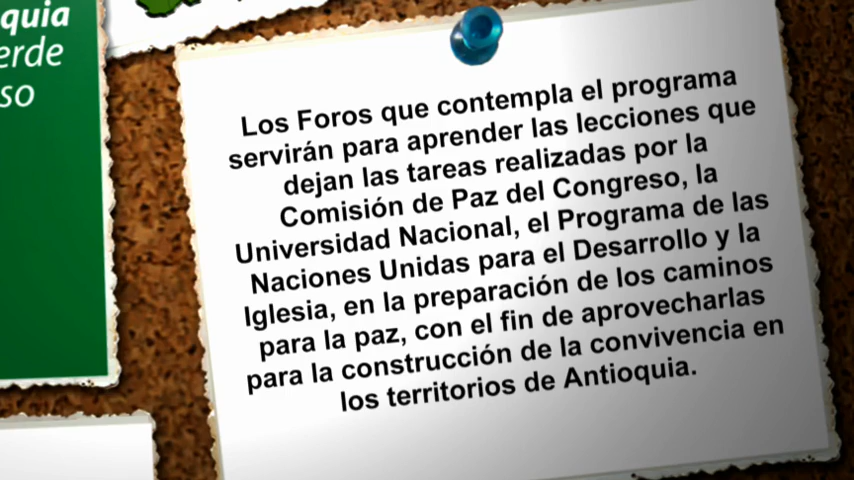 quia
erde
so
Los Foros que contempla el programa
servirán para aprender las lecciones que
dejan las tareas realizadas por la
Comisión de Paz del Congreso, la
Universidad Nacional, el Programa de las
Naciones Unidas para el Desarrollo y la
Iglesia, en la preparación de los caminos
para la paz, con el fin de aprovecharlas
para la construcción de la convivencia en
los territorios de Antioquia.